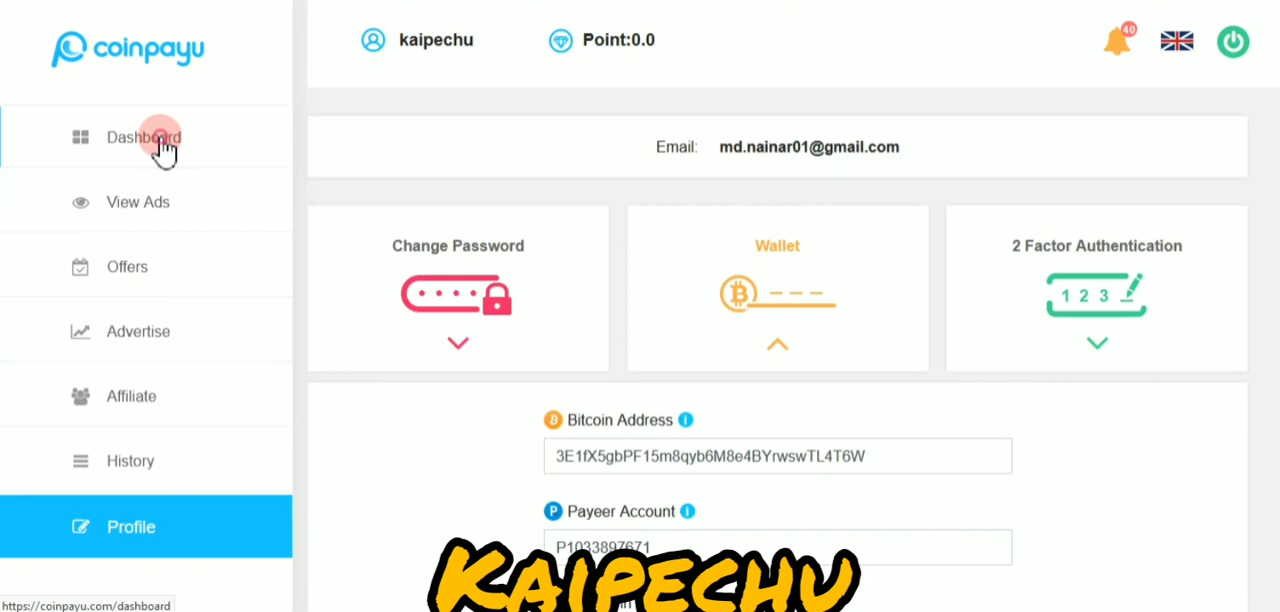 coinpayu
kaipechu
Point:0.0
40
Dashboard
View Ads
Offers
Advertise
Affiliate
History
Profile
Email: md.nainar01@gmail.com
Change Password
Wallet
2 Factor Authentication
1 2 3
Bitcoin Address
3E1fX5gbPF15m8qyb6M8e4BYrwswTL4T6W
Payeer Account
P1033897671
KAIPECHU
https://coinpayu.com/dashboard